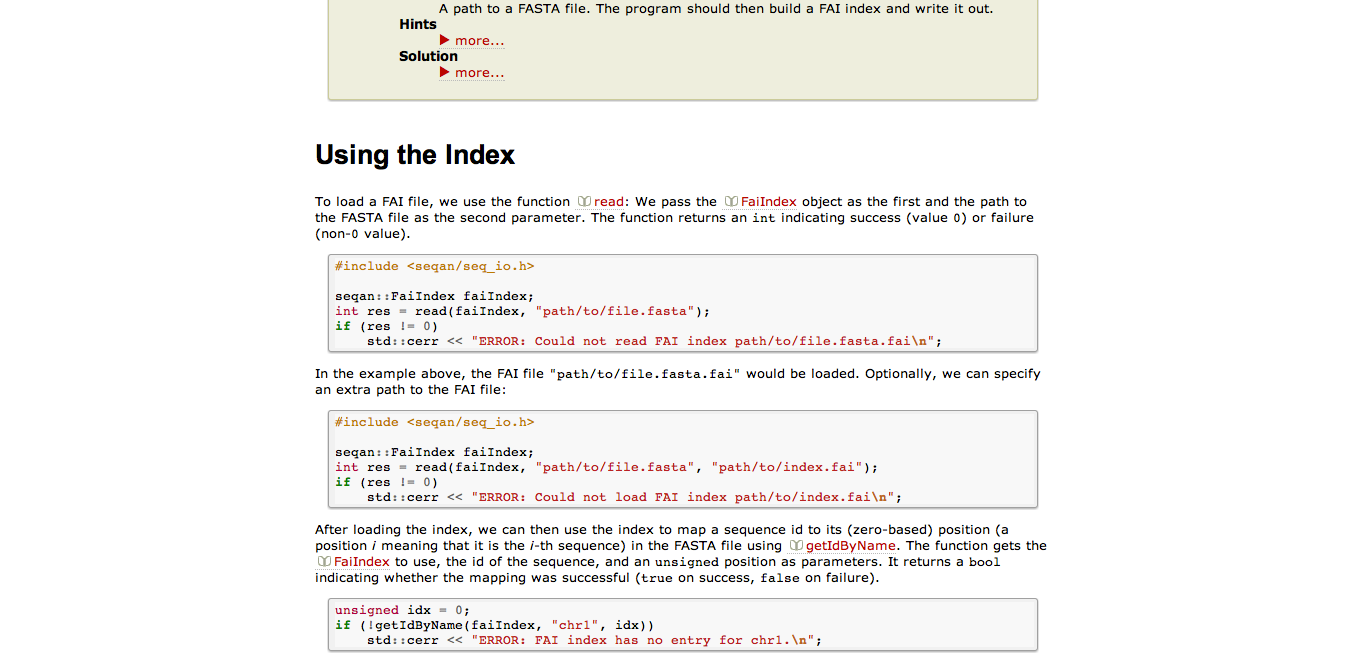 A path to a FASTA file. The program should then build a FAI index and write it out.
Hints
more...
Solution
more...
Using the Index
To load a FAI file, we use the function read: We pass the FaiIndex object as the first and the path to
the FASTA file as the second parameter. The function returns an int indicating success (value 0) or failure
(non-0 value).
#include <seqan/seq_io.h>
seqan::FaiIndex faiIndex;
int res = read(faiIndex, "path/to/file.fasta");
if (res != 0)
    std::cerr << "ERROR: Could not read FAI index path/to/file.fasta.fai\n";
In the example above, the FAI file "path/to/file.fasta.fai" would be loaded. Optionally, we can specify
an extra path to the FAI file:
#include <seqan/seq_io.h>
seqan::FaiIndex faiIndex;
int res = read(faiIndex, "path/to/file.fasta", "path/to/index.fai");
if (res != 0)
    std::cerr << "ERROR: Could not load FAI index path/to/index.fai\n";
After loading the index, we can then use the index to map a sequence id to its (zero-based) position (a
position i meaning that it is the i-th sequence) in the FASTA file using getIdByName. The function gets the
FaiIndex to use, the id of the sequence, and an unsigned position as parameters. It returns a bool
indicating whether the mapping was successful (true on success, false on failure).
unsigned idx = 0;
if (!getIdByName(faiIndex, "chr1", idx))
    std::cerr << "ERROR: FAI index has no entry for chr1.\n";